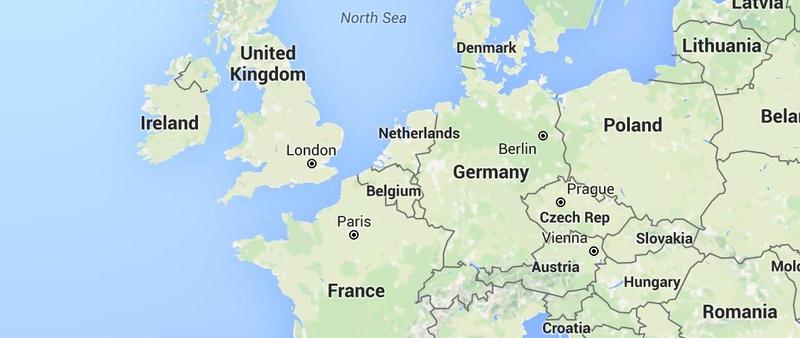 North Sea
Latvia
United
Kingdom
Denmark
Lithuania
Ireland
Netherlands
Poland
Belar
London
Berlin
Germany
Belgium
Prague
Czech Rep
Paris
Vienna
Slovakia
Austria
Mold
Hungary
France
Romania
Croatia